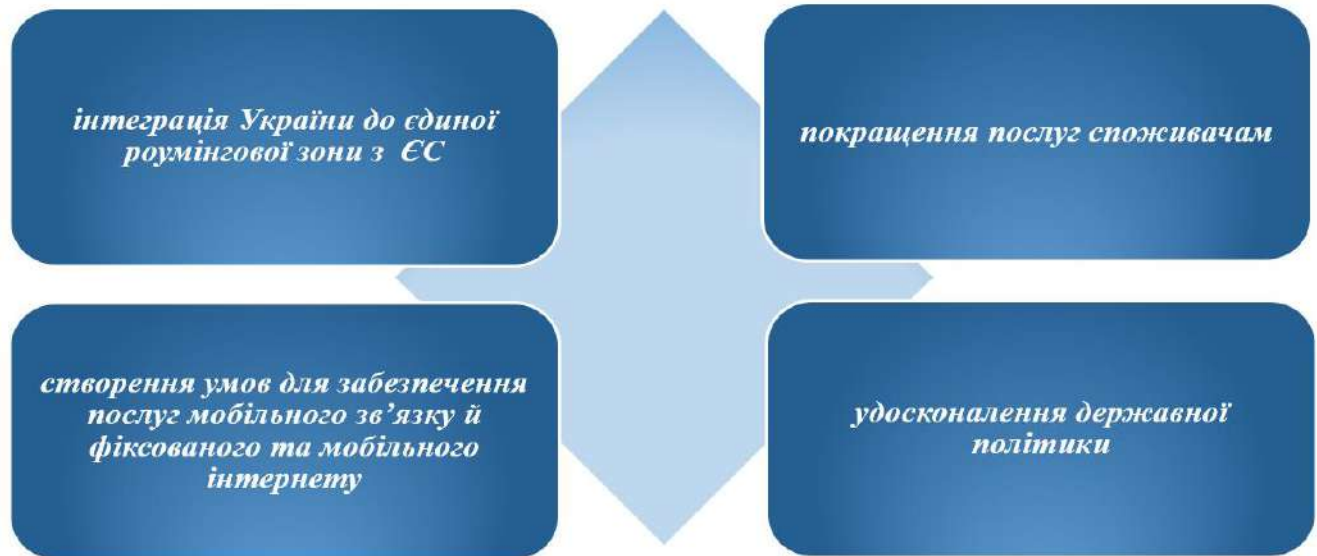 інтеграція України до єдиної
роумінгової зони з ЄС
покращення послуг споживачам
створення умов для забезпечення
послуг мобільного зв’язку й
фіксованого та мобільного
інтернету
удосконалення державної
політики